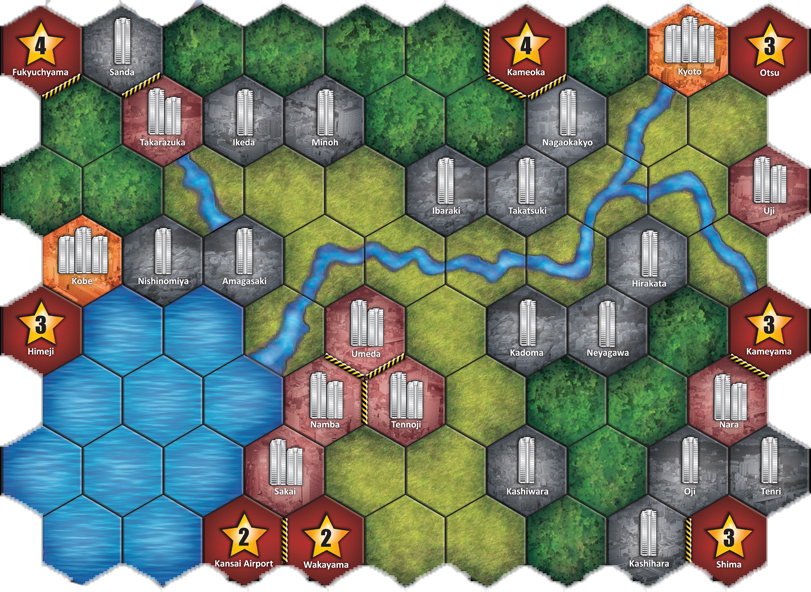 4
Fukyuchyama
Sanda
4
Kameoka
Kyoto
3
Otsu
Takarazuka
Ikeda
Minoh
Nagaokakyo
Ibaraki
Takatsuki
Uji
Kobe
Nishinomiya
Amagasaki
Hirakata
3
Himeji
Umeda
Kadoma
Neyagawa
3
Kameyama
Namba
Tennoji
Nara
Sakai
Kashiwara
Oji
Tenri
2
Kansai Airport
2
Wakayama
Kashihara
3
Shima